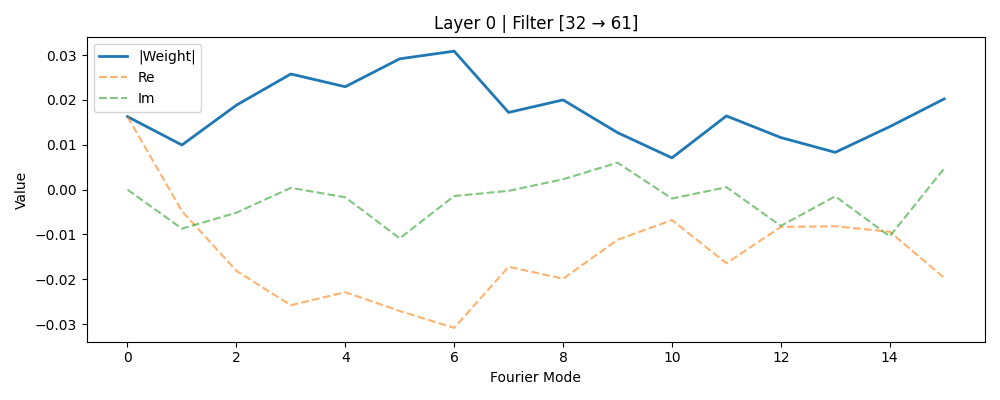 Layer 0 | Filter [32 → 61]
|Weight|
Re
Im
0.03
0.02
0.01
0.00
−0.01
−0.02
−0.03
Value
0 2 4 6 8 10 12 14
Fourier Mode